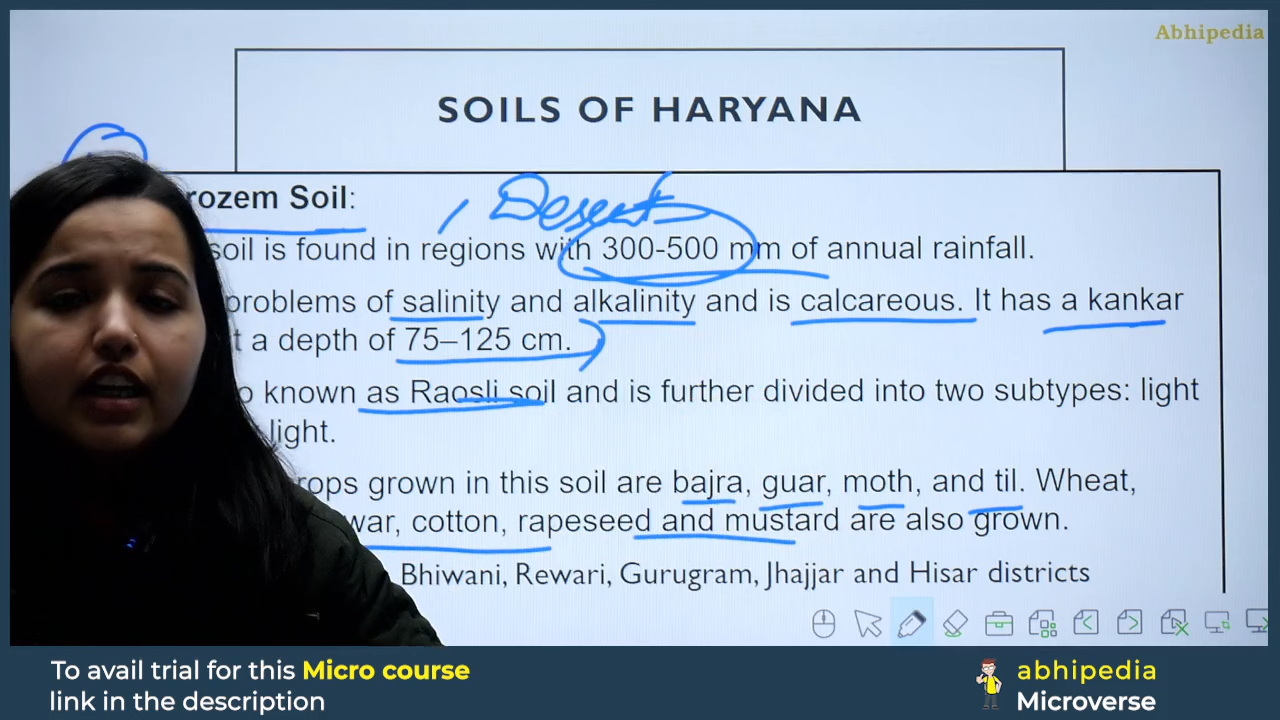 Abhipedia
SOILS OF HARYANA
rozem Soil:
Desert
soil is found in regions with 300-500 mm of annual rainfall.
problems of salinity and alkalinity and is calcareous. It has a kankar
t a depth of 75–125 cm.
o known as Raosli soil and is further divided into two subtypes: light
light.
rops grown in this soil are bajra, guar, moth, and til. Wheat,
war, cotton, rapeseed and mustard are also grown.
Bhiwani, Rewari, Gurugram, Jhajjar and Hisar districts
To avail trial for this Micro course
link in the description
abhipedia
Microverse